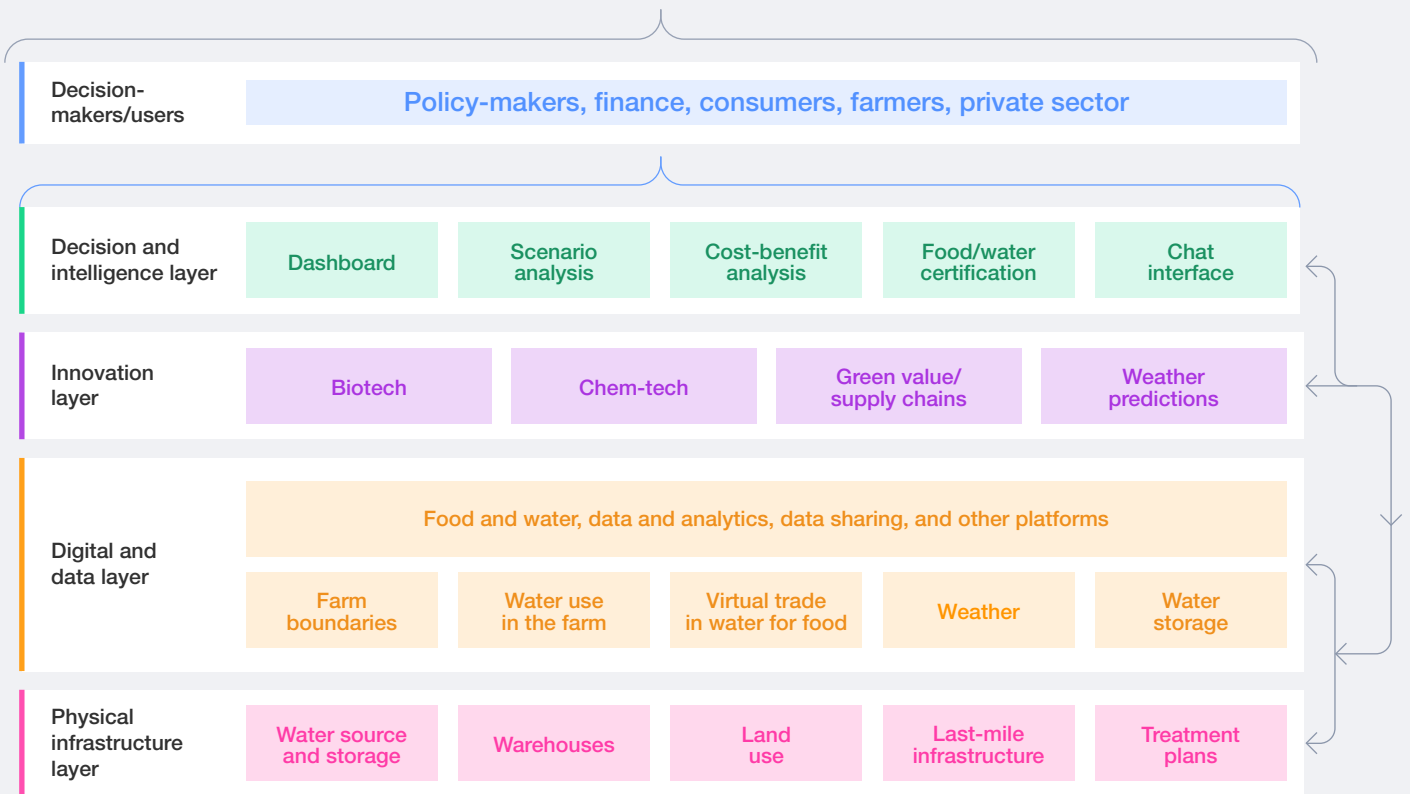 Decision-
makers/users
Policy-makers, finance, consumers, farmers, private sector
Decision and
intelligence layer
Dashboard
Scenario
analysis
Cost-benefit
analysis
Food/water
certification
Chat
interface
Innovation
layer
Biotech
Chem-tech
Green value/
supply chains
Weather
predictions
Digital and
data layer
Food and water, data and analytics, data sharing, and other platforms
Farm
boundaries
Water use
in the farm
Virtual trade
in water for food
Weather
Water
storage
Physical
infrastructure
layer
Water source
and storage
Warehouses
Land
use
Last-mile
infrastructure
Treatment
plans